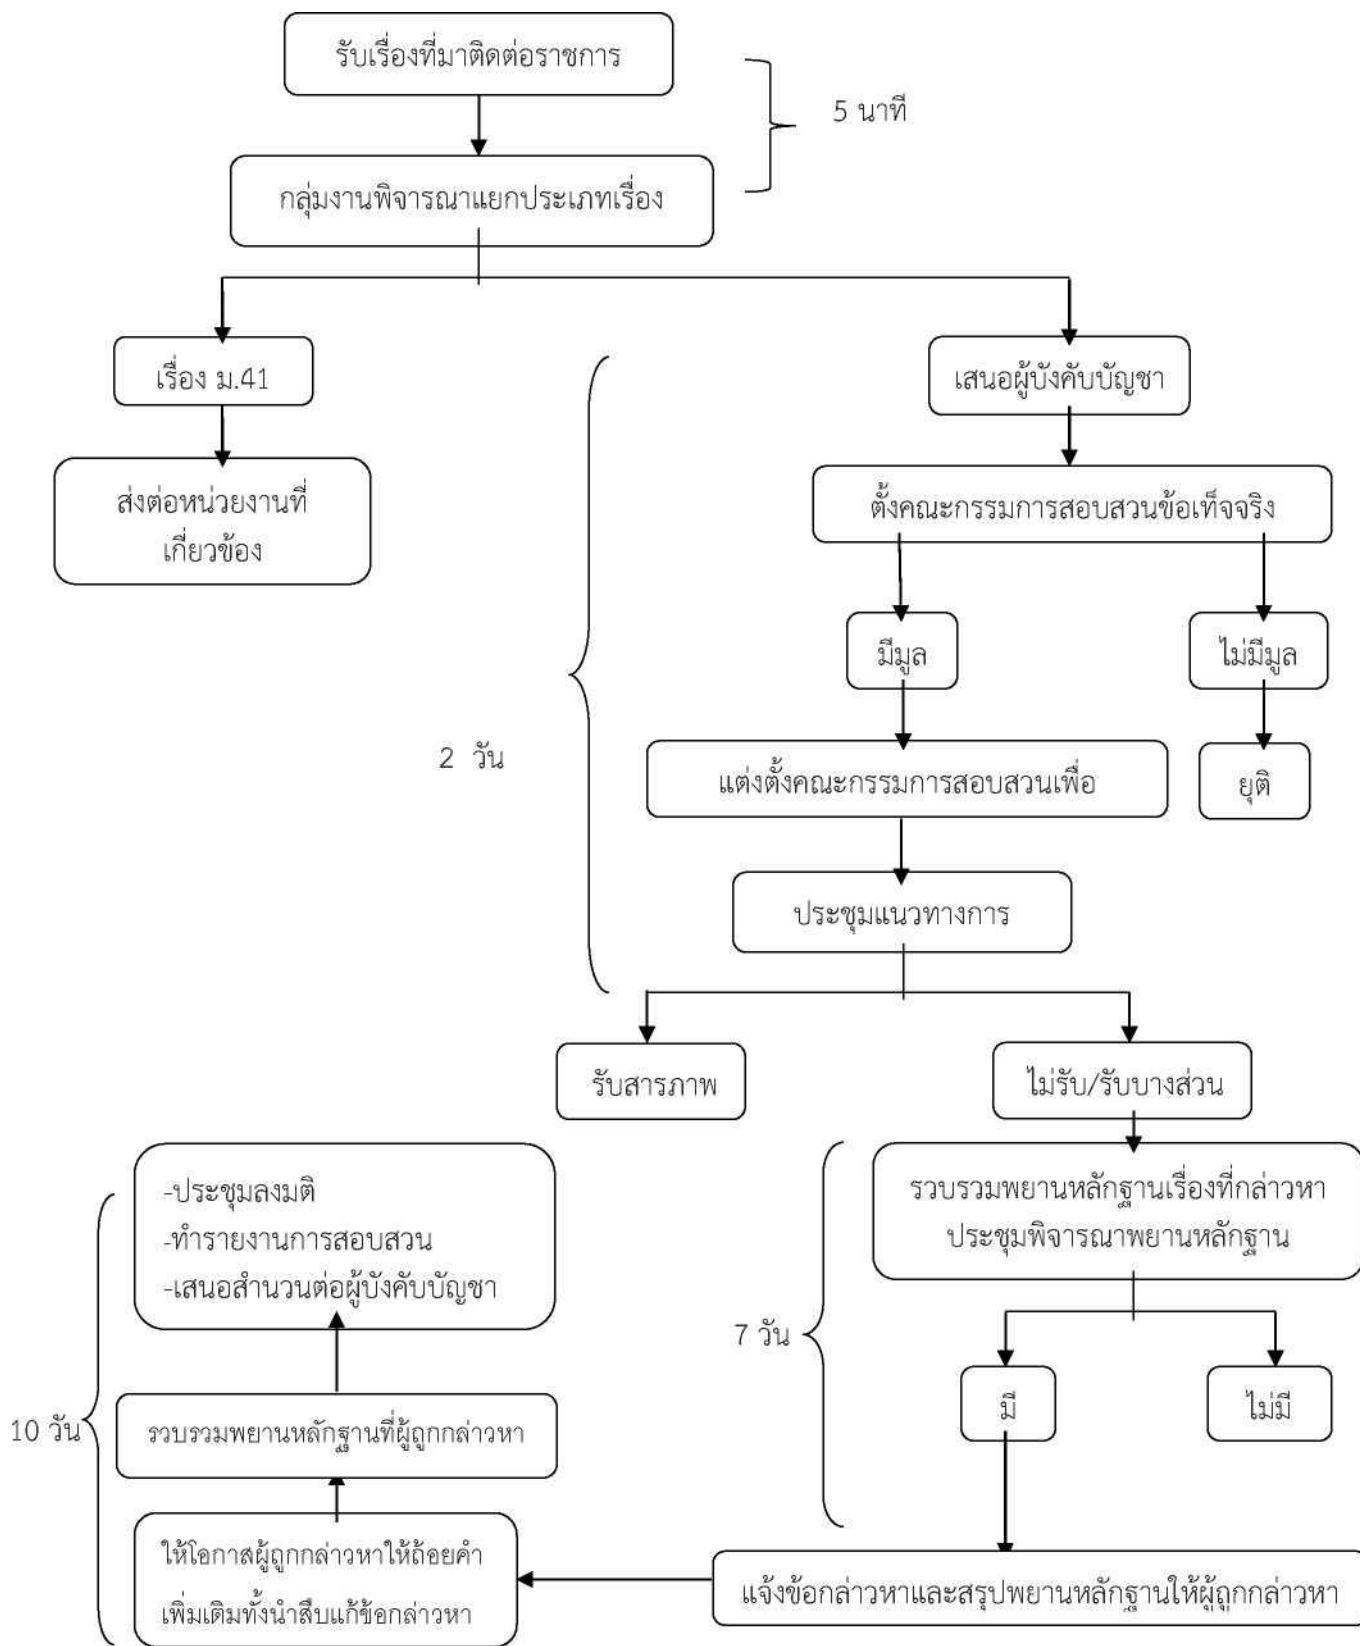 รับเรื่องที่มาติดต่อราชการ
5 นาที
กลุ่มงานพิจารณาแยกประเภทเรื่อง
เรื่อง ม.41
เสนอผู้บังคับบัญชา
ส่งต่อหน่วยงานที่
เกี่ยวข้อง
ตั้งคณะกรรมการสอบสวนข้อเท็จจริง
มีมูล
ไม่มีมูล
2 วัน
แต่งตั้งคณะกรรมการสอบสวนเพื่อ
ยุติ
ประชุมแนวทางการ
รับสารภาพ
ไม่รับ/รับบางส่วน
รวบรวมพยานหลักฐานเรื่องที่กล่าวหา
ประชุมพิจารณาพยานหลักฐาน
7 วัน
มี
ไม่มี
แจ้งข้อกล่าวหาและสรุปพยานหลักฐานให้ผู้ถูกกล่าวหา
10 วัน
ให้โอกาสผู้ถูกกล่าวหาให้ถ้อยคำ
เพิ่มเติมทั้งนำสืบแก้ข้อกล่าวหา
รวบรวมพยานหลักฐานที่ผู้ถูกกล่าวหา
-ประชุมลงมติ
-ทำรายงานการสอบสวน
-เสนอสำนวนต่อผู้บังคับบัญชา